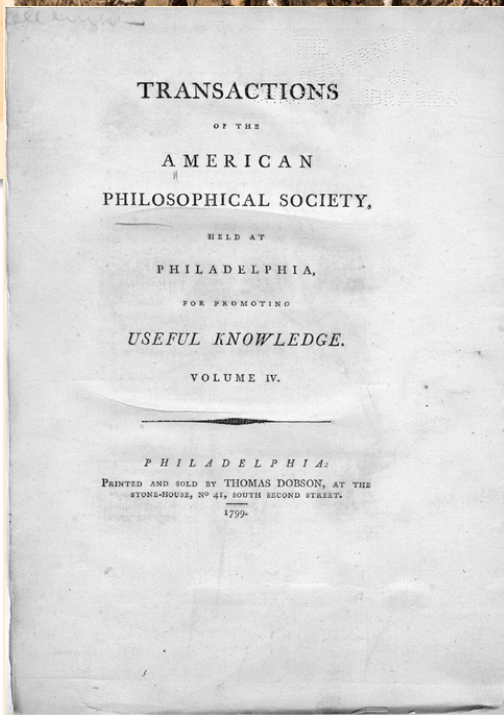 TRANSACTIONS
OF THE
AMERICAN
PHILOSOPHICAL SOCIETY,
HELD AT
PHILADELPHIA,
FOR PROMOTING
USEFUL KNOWLEDGE.
VOLUME IV.
PHILADELPHIA:
PRINTED AND SOLD BY THOMAS DOBSON, AT THE
STONE-HOUSE, Nº 41, SOUTH SECOND STREET.
1799.